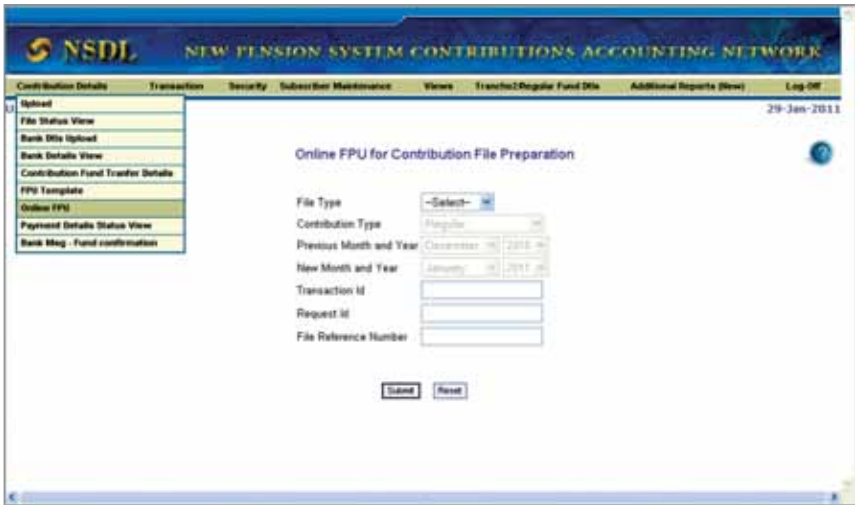 NSDL NEW PENSION SYSTEM CONTRIBUTIONS ACCOUNTING NETWORK
Contribution Details Transaction Security Subscriber Maintenance Views Tranche2/Regular Fund Dtls Additional Reports (New) Log-Off
29-Jan-2011
Upload
File Status View
Bank Dtls Upload
Bank Details View
Contribution Fund Tranfer Details
FPU Template
Online FPU
Payment Details Status View
Bank Msg - Fund confirmation
Online FPU for Contribution File Preparation
File Type --Select--
Contribution Type Regular
Previous Month and Year December 2010
New Month and Year January 2011
Transaction Id
Request Id
File Reference Number
Submit Reset